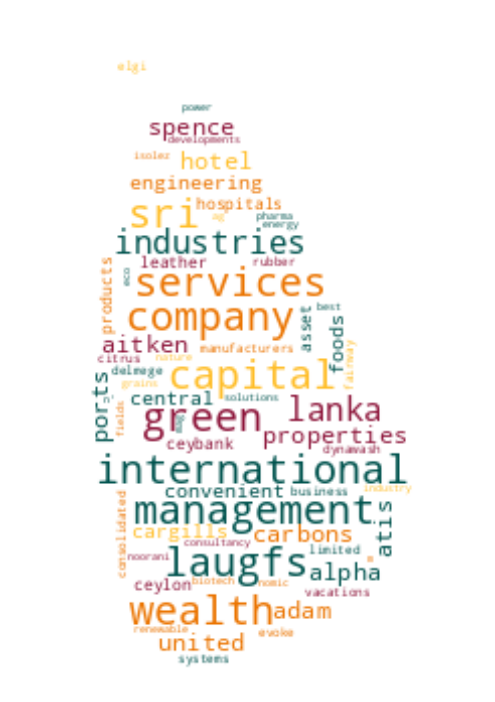 elgi
power
spence
developments
isolez
hotel
engineering
hospitals
sri
ag
pharma
energy
industries
leather
rubber
products
eco
services
company
asset
best
foods
aitken
manufacturers
citrus
nature
fairway
delmege
capital
grains
ports
central
solutions
fields
green
lanka
properties
ceybank
dynawash
international
convenient
business
industry
management
consolidated
atis
cargills
carbons
consultancy
limited
noorani
laugfs
alpha
ceylon
biotech
nomic
vacations
wealth
adam
renewable
evoke
united
systems